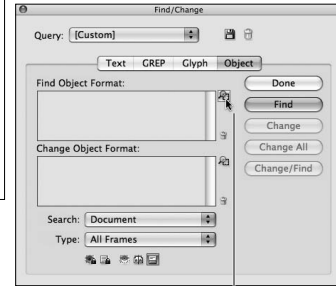 Find/Change
Query: [Custom]
Text GREP Glyph Object
Find Object Format:
Done
Find
Change
Change Object Format:
Change All
Change/Find
Search: Document
Type: All Frames